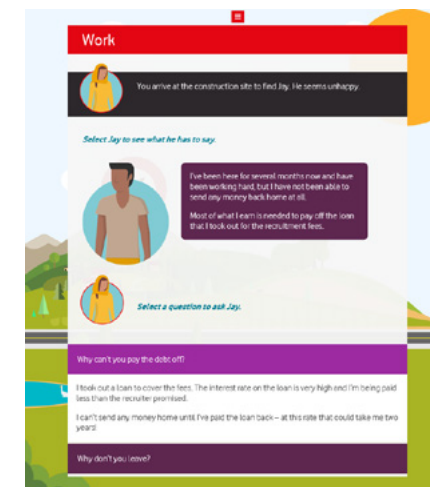 Work
You arrive at the construction site to find Jay. He seems unhappy.
Select Jay to see what he has to say.
I've been here for several months now and have
been working hard, but I have not been able to
send any money back home at all.
Most of what I earn is needed to pay off the loan
that I took out for the recruitment fees.
Select a question to ask Jay.
Why can't you pay the debt off?
I took out a loan to cover the fees. The interest rate on the loan is very high and I'm being paid
less than the recruiter promised.
I can't send any money home until I've paid the loan back – at this rate that could take me two
years!
Why don't you leave?